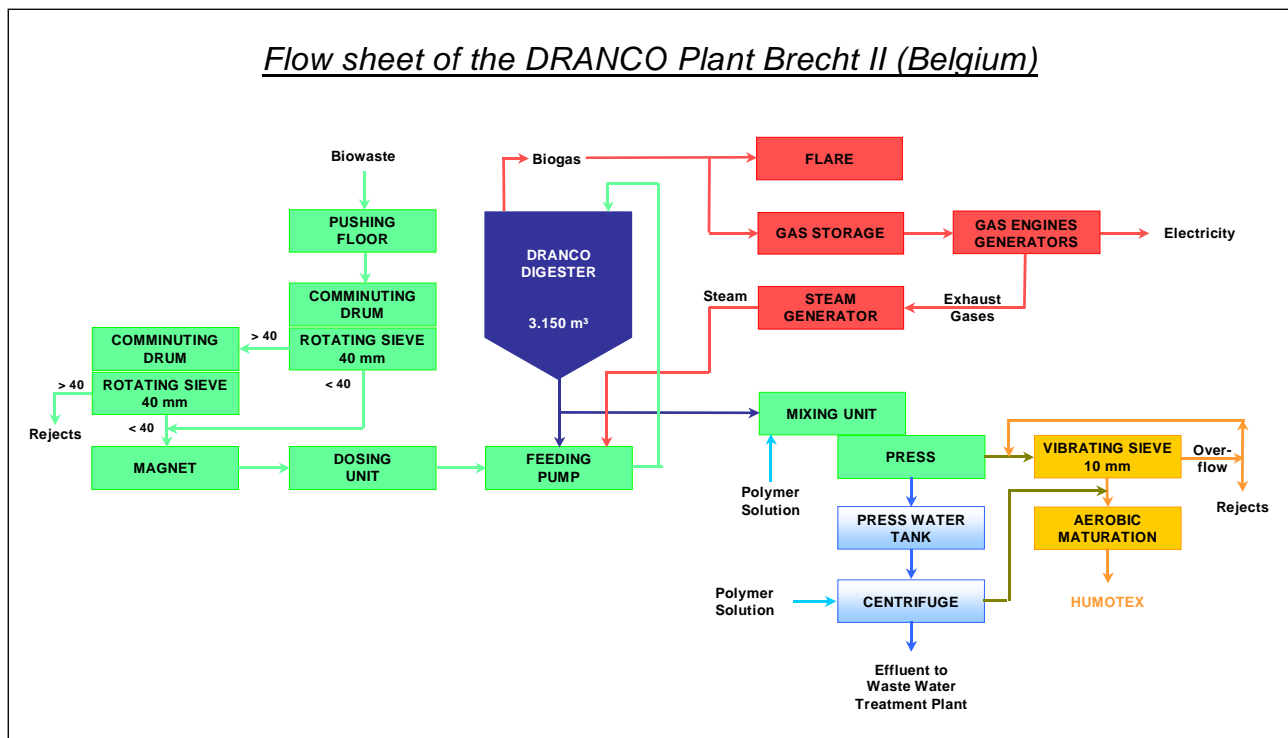 Flow sheet of the DRANCO Plant Brecht II (Belgium)
Biowaste
PUSHING
FLOOR
COMMINUTING
DRUM
ROTATING SIEVE
40 mm
> 40
< 40
COMMINUTING
DRUM
ROTATING SIEVE
40 mm
> 40
Rejects
< 40
MAGNET
DOSING
UNIT
FEEDING
PUMP
DRANCO
DIGESTER
3.150 m³
Biogas
FLARE
GAS STORAGE
GAS ENGINES
GENERATORS
Electricity
Exhaust
Gases
STEAM
GENERATOR
Steam
MIXING UNIT
PRESS
Polymer
Solution
PRESS WATER
TANK
Polymer
Solution
CENTRIFUGE
Effluent to
Waste Water
Treatment Plant
VIBRATING SIEVE
10 mm
Over-
flow
Rejects
AEROBIC
MATURATION
HUMOTEX